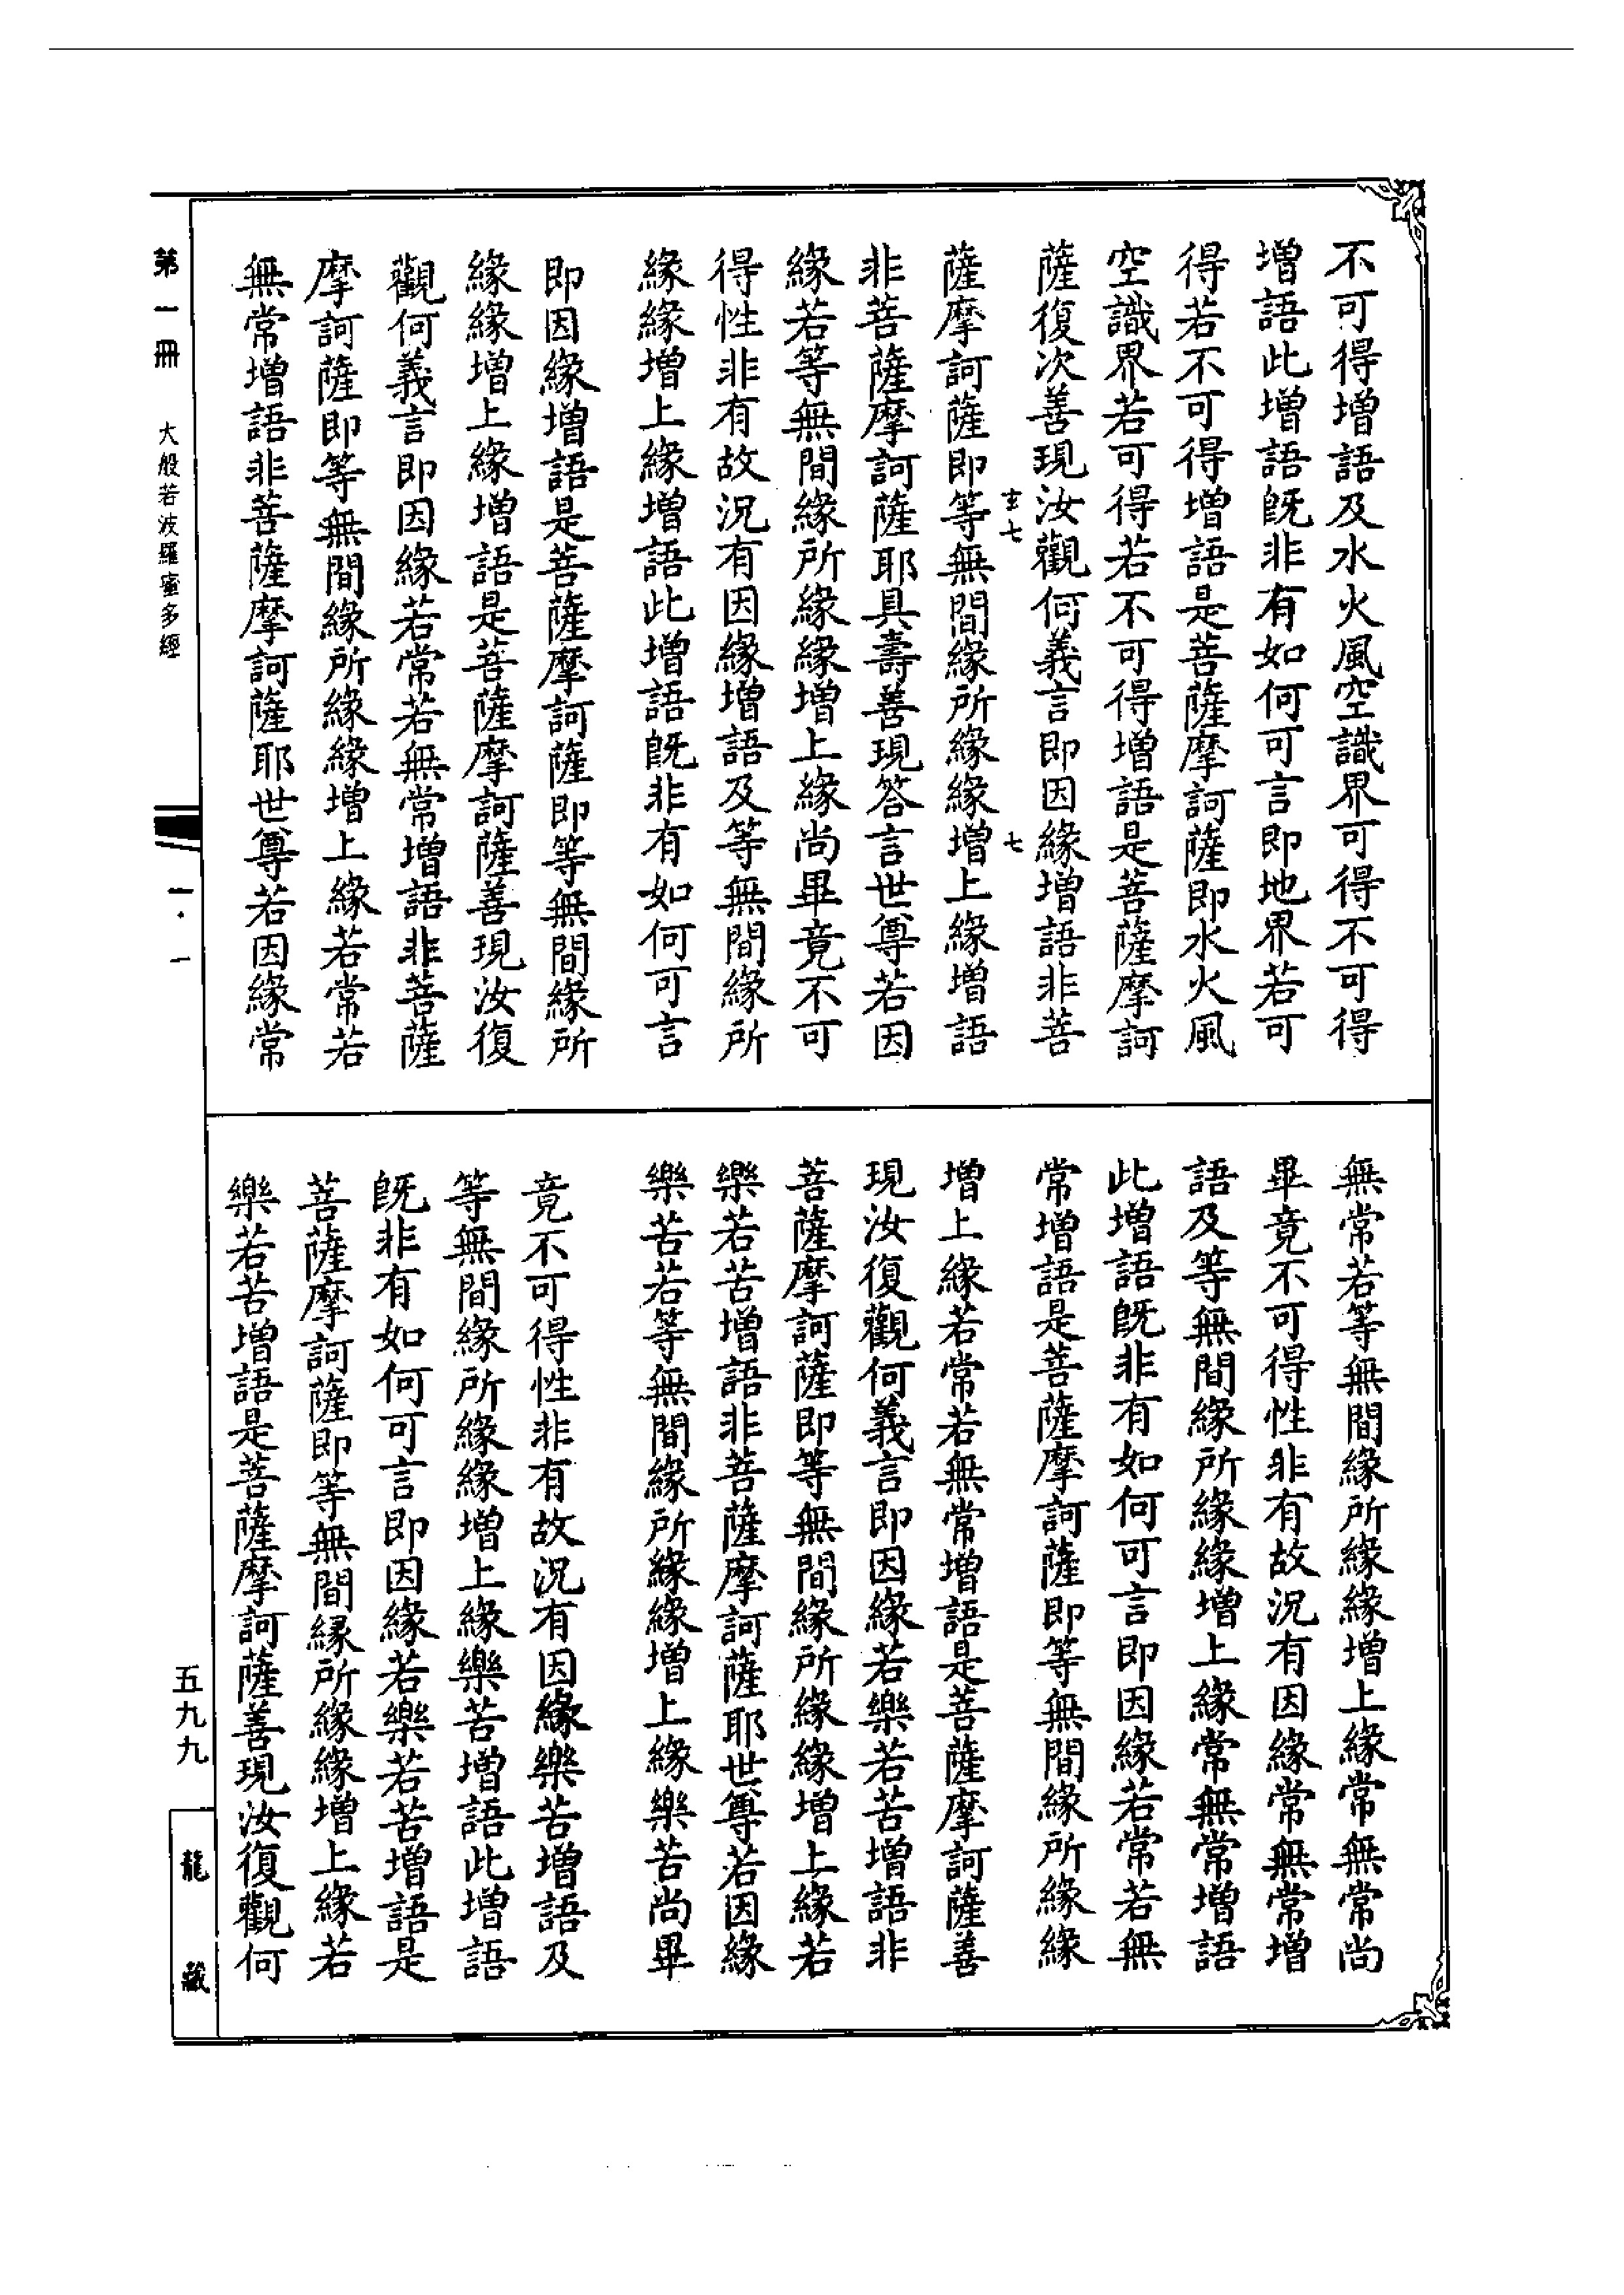 不可得增語及水火風空識界可得不可得
增語此增語旣非有如何可言即地界若可
得若不可得增語是菩薩摩訶薩即水火風
空識界若可得若不可得增語是菩薩摩訶
薩復次善現汝觀何義言即因緣增語非菩
玄七
七
薩摩訶薩即等無間緣所緣緣增上緣增語
非菩薩摩訶薩耶具壽善現答言世尊若因
緣若等無間緣所緣緣增上緣尚畢竟不可
得性非有故況有因緣增語及等無間緣所
緣緣增上緣增語此增語旣非有如何可言
即因緣增語是菩薩摩訶薩即等無間緣所
緣緣增上緣增語是菩薩摩訶薩善現汝復
觀何義言即因緣若常若無常增語非菩薩
摩訶薩即等無間緣所緣緣增上緣若常若
無常增語非菩薩摩訶薩耶世尊若因緣常
無常若等無間緣所緣緣增上緣常無常尚
畢竟不可得性非有故況有因緣常無常增
語及等無間緣所緣緣增上緣常無常增語
此增語旣非有如何可言即因緣若常若無
常增語是菩薩摩訶薩即等無間緣所緣緣
增上緣若常若無常增語是菩薩摩訶薩善
現汝復觀何義言即因緣若樂若苦增語非
菩薩摩訶薩即等無間緣所緣緣增上緣若
樂若苦增語非菩薩摩訶薩耶世尊若因緣
樂苦若等無間緣所緣緣增上緣樂苦尚畢
竟不可得性非有故況有因緣樂苦增語及
等無間緣所緣緣增上緣樂苦增語此增語
旣非有如何可言即因緣若樂若苦增語是
菩薩摩訶薩即等無間緣所緣緣增上緣若
樂若苦增語是菩薩摩訶薩善現汝復觀何
第一冊 大般若波羅蜜多經 一·一
五九九
龍藏